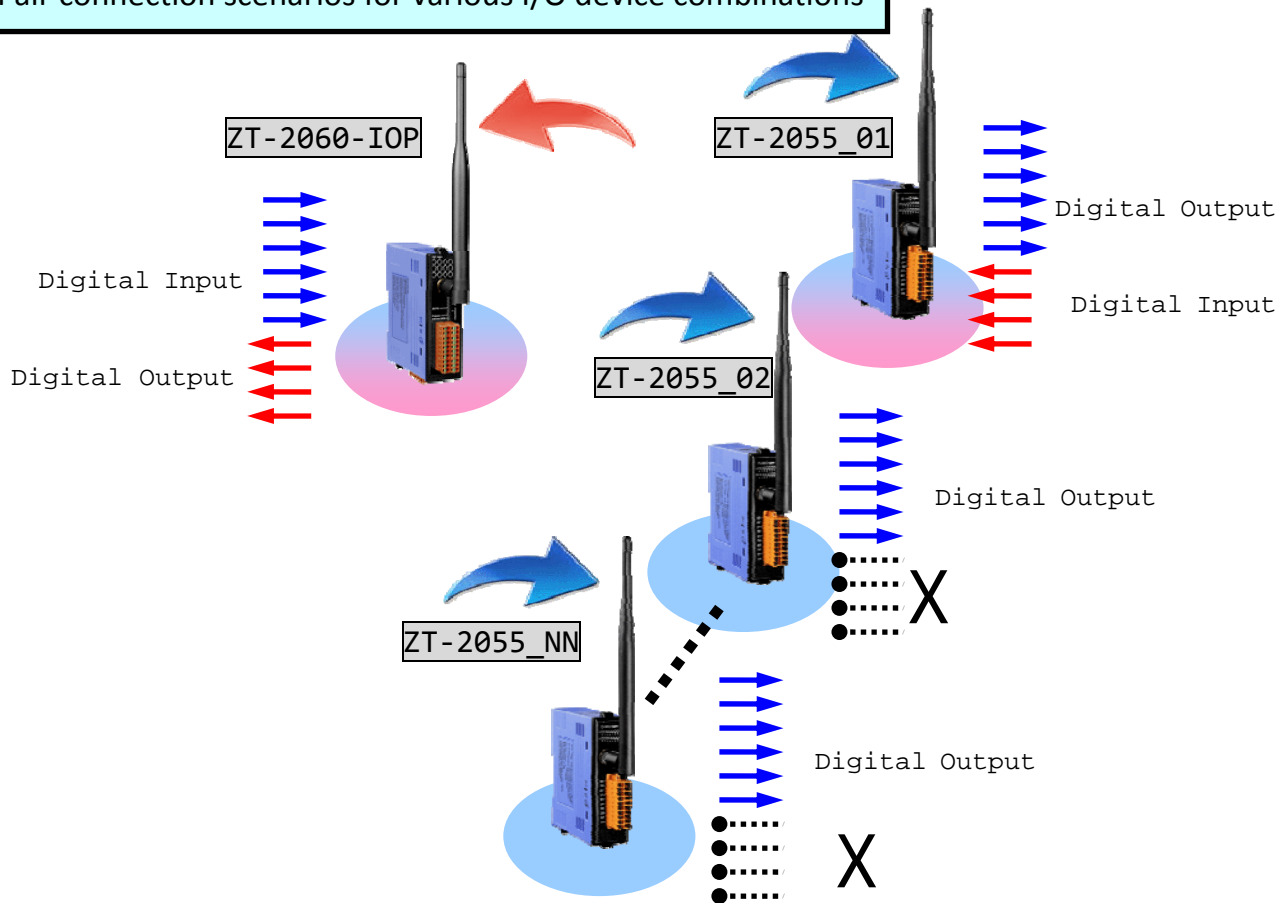 Pair connection scenarios for various I/O device combinations
ZT-2060-IOP
ZT-2055_01
Digital Output
Digital Input
Digital Input
Digital Output
ZT-2055_02
Digital Output
X
ZT-2055_NN
Digital Output
X